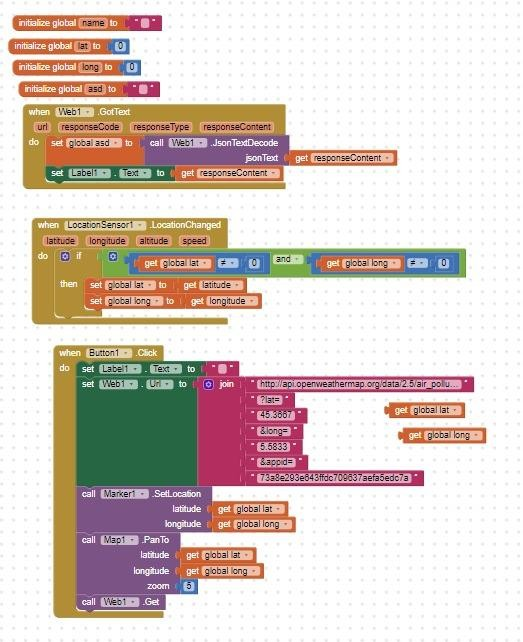 initialize global name to " "
initialize global lat to 0
initialize global long to 0
initialize global asd to " "
when Web1 .GotText
url responseCode responseType responseContent
do set global asd to call Web1 .JsonTextDecode
jsonText get responseContent
set Label1 . Text to get responseContent
when LocationSensor1 .LocationChanged
latitude longitude altitude speed
do if get global lat ≠ 0 and get global long ≠ 0
then set global lat to get latitude
set global long to get longitude
when Button1 .Click
do set Label1 . Text to " "
set Web1 . Url to join " http://api.openweathermap.org/data/2.5/air_pollu... "
" ?lat= "
" 45.3667 "
get global lat
" &long= "
get global long
" 5.5833 "
" &appid= "
" 73a8e293e643ffdc709637aefa5edc7a "
call Marker1 .SetLocation
latitude get global lat
longitude get global long
call Map1 .PanTo
latitude get global lat
longitude get global long
zoom 5
call Web1 .Get